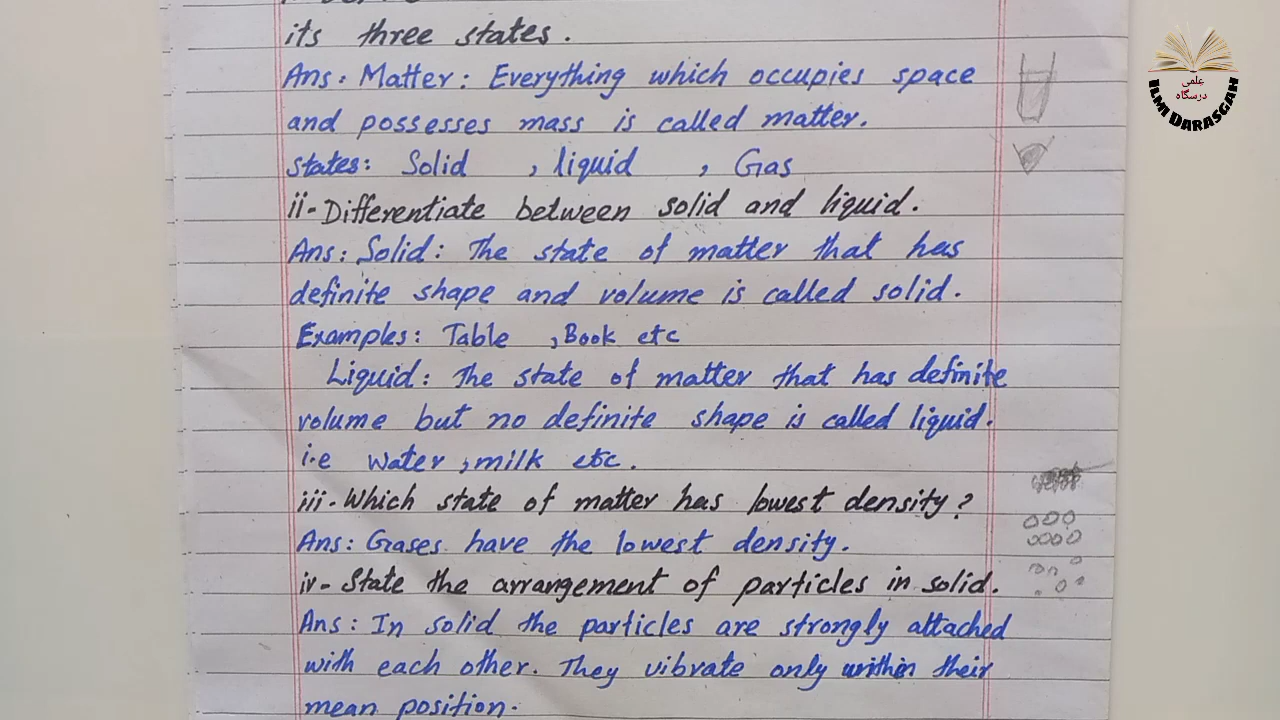 its three states.
Ans: Matter: Everything which occupies space
and possesses mass is called matter.
States: Solid , liquid , Gas
ii- Differentiate between solid and liquid.
Ans: Solid: The state of matter that has
definite shape and volume is called solid.
Examples: Table , Book etc
Liquid: The state of matter that has definite
volume but no definite shape is called liquid.
i.e water, milk etc.
iii- Which state of matter has lowest density?
Ans: Gases have the lowest density.
iv- State the arrangement of particles in solid.
Ans: In solid the particles are strongly attached
with each other. They vibrate only within their
mean position.
علمی
درسگاہ
ILMI DARASGAH